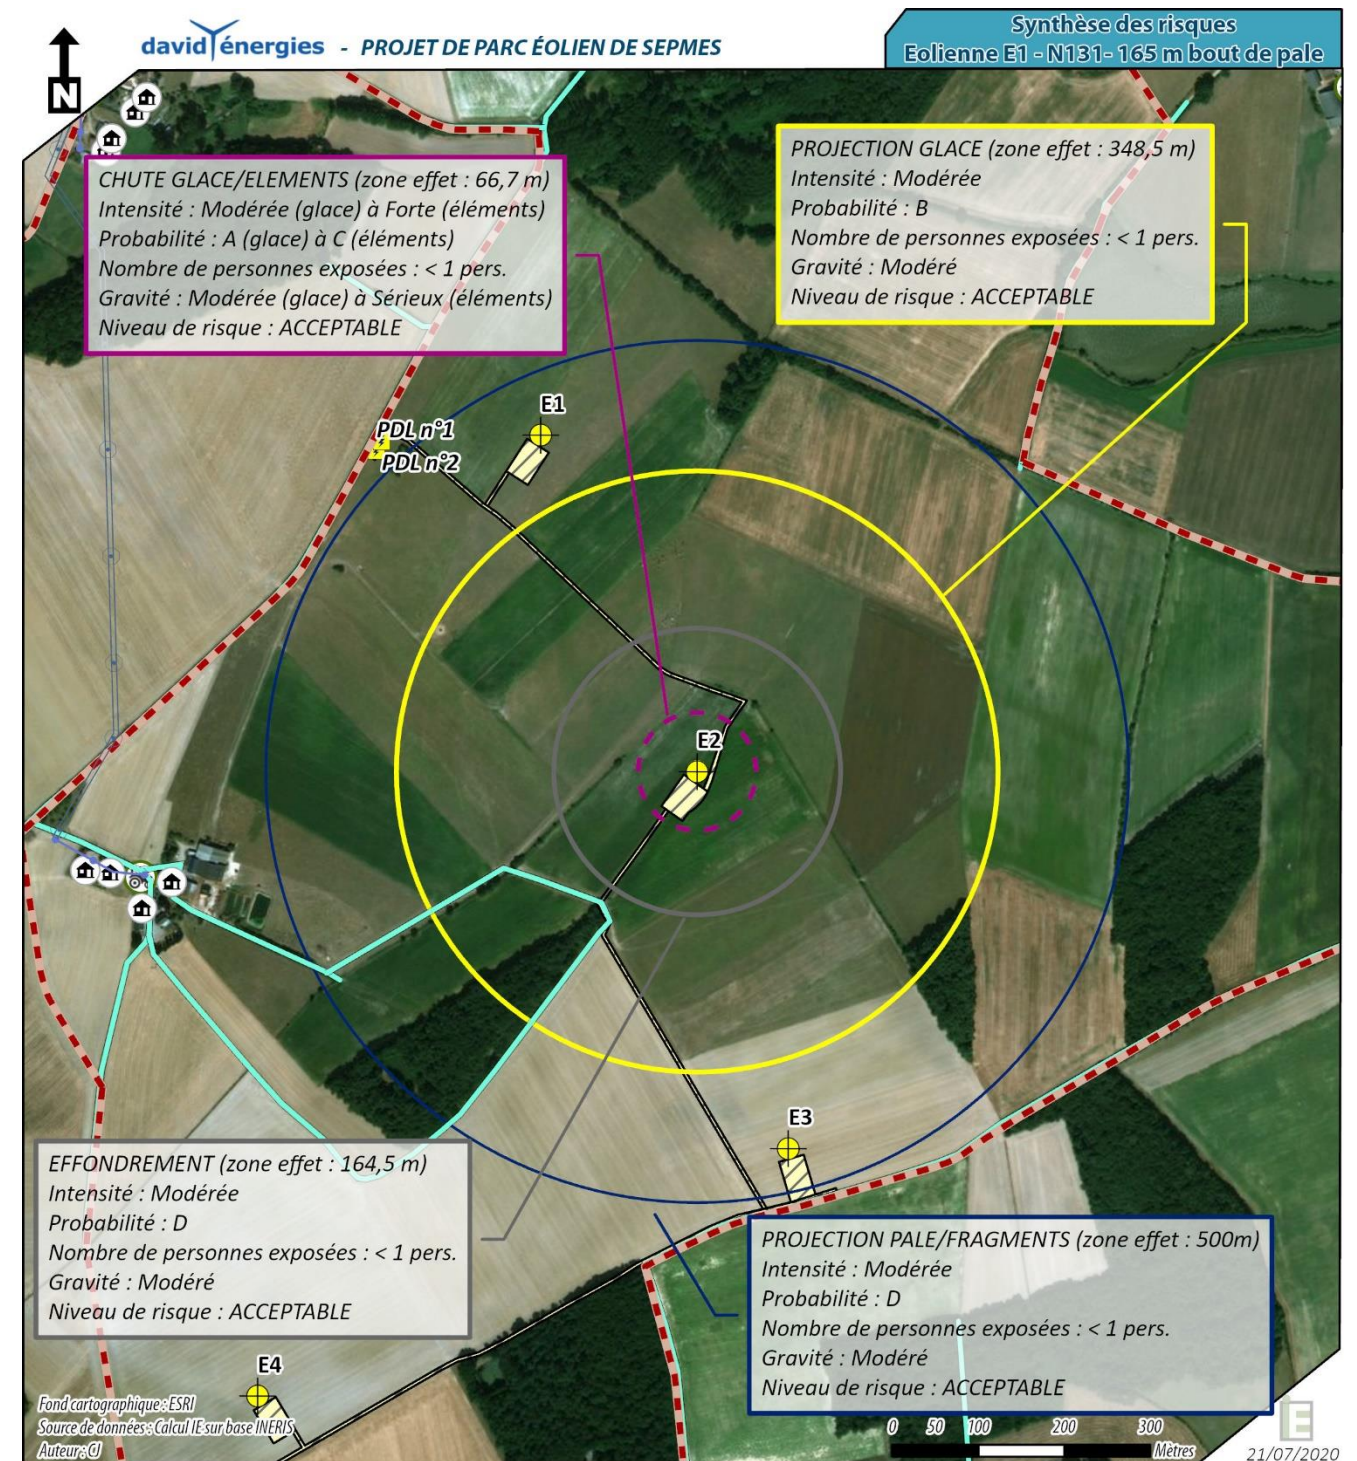 david énergies - PROJET DE PARC ÉOLIEN DE SEPMES
Synthèse des risques
Eolienne E1 - N131- 165 m bout de pale
N
CHUTE GLACE/ELEMENTS (zone effet : 66,7 m)
Intensité : Modérée (glace) à Forte (éléments)
Probabilité : A (glace) à C (éléments)
Nombre de personnes exposées : < 1 pers.
Gravité : Modérée (glace) à Sérieux (éléments)
Niveau de risque : ACCEPTABLE
PROJECTION GLACE (zone effet : 348,5 m)
Intensité : Modérée
Probabilité : B
Nombre de personnes exposées : < 1 pers.
Gravité : Modéré
Niveau de risque : ACCEPTABLE
E1
PDL n°1
PDL n°2
E2
E3
EFFONDREMENT (zone effet : 164,5 m)
Intensité : Modérée
Probabilité : D
Nombre de personnes exposées : < 1 pers.
Gravité : Modéré
Niveau de risque : ACCEPTABLE
PROJECTION PALE/FRAGMENTS (zone effet : 500m)
Intensité : Modérée
Probabilité : D
Nombre de personnes exposées : < 1 pers.
Gravité : Modéré
Niveau de risque : ACCEPTABLE
E4
Fond cartographique : ESRI
Source de données : Calcul IE sur base INERIS
Auteur : CJ
0 50 100 200 300
Mètres
IE
21/07/2020